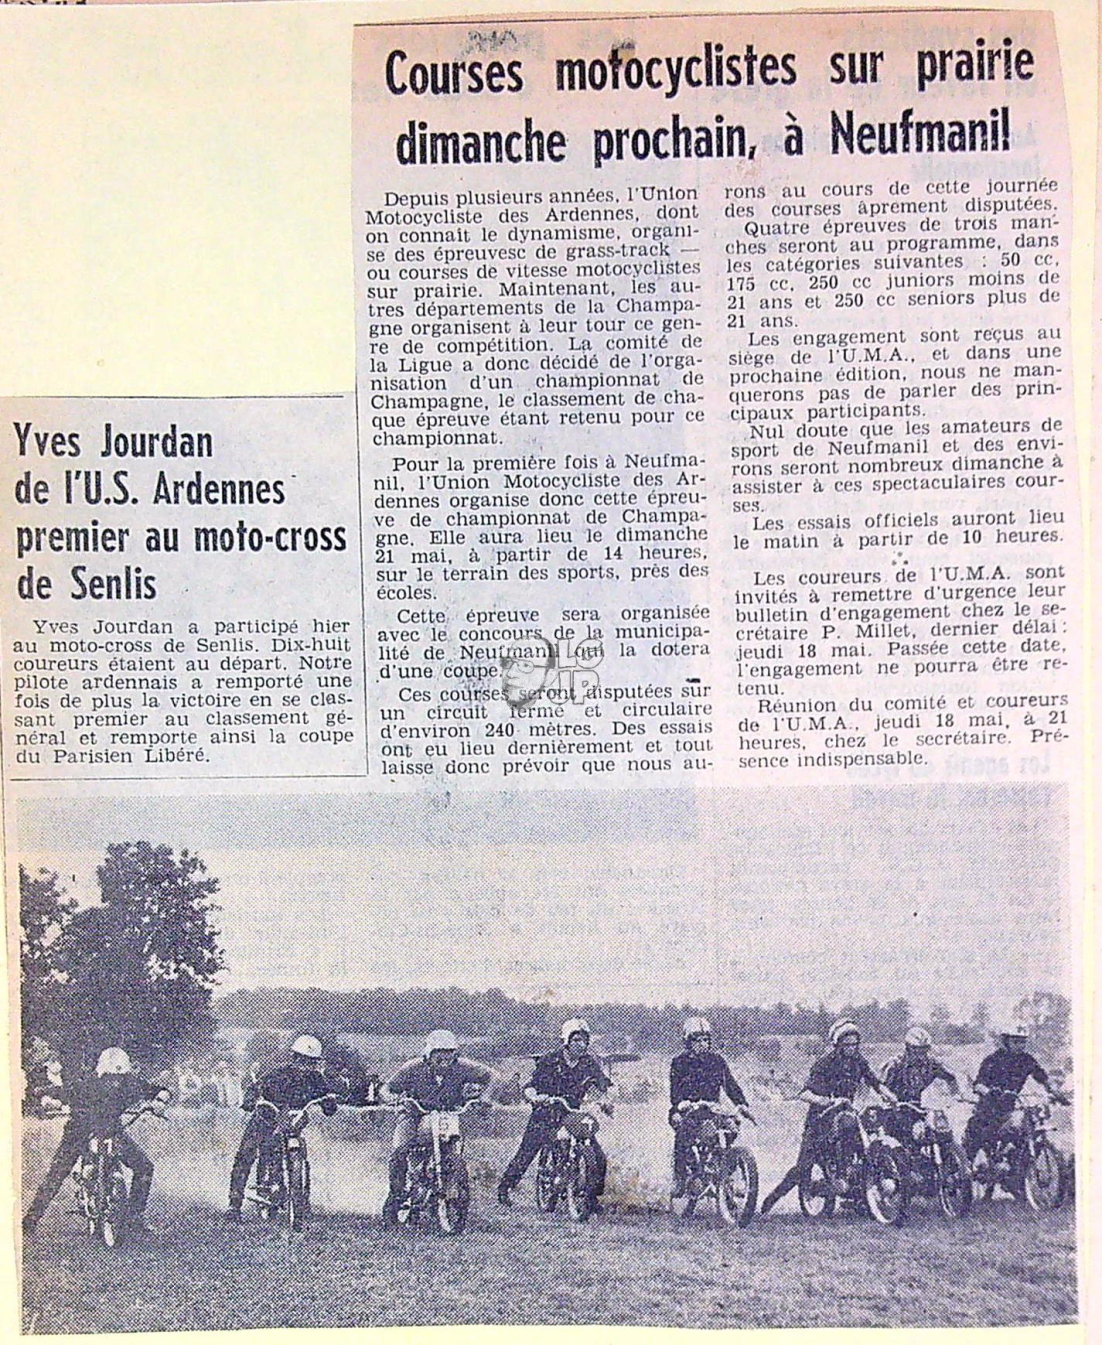 Courses motocyclistes sur prairie
dimanche prochain, à Neufmanil
Depuis plusieurs années, l'Union
Motocycliste des Ardennes, dont
on connaît le dynamisme, organi-
se des épreuvesc de grass-track —
ou courses de vitesse motocyclistes
sur prairie. Maintenant, les au-
tres départements de la Champa-
gne organisent à leur tour ce gen-
re de compétition. La comité de
la Ligue a donc décidé de l'orga-
nisation d'un championnat de
Champagne, le classement de cha-
que épreuve étant retenu pour ce
championnat.
Pour la première fois à Neufma-
nil, l'Union Motocycliste des Ar-
dennes organise donc cette épreu-
ve de championnat de Champa-
gne. Elle aura lieu le dimanche
21 mai, à partir de 14 heures,
sur le terrain des sports, près des
écoles.
Cette épreuve sera organisée
avec le concours de la municipa-
lité de Neufmanil qui la dotera
d'une coupe.
Ces courses seront disputées sur
un circuit fermé et circulaire
d'environ 240 mètres. Des essais
ont eu lieu dernièrement et tout
laisse donc prévoir que nous au-
rons au cours de cette journée
des courses âprement disputées.
Quatre épreuves de trois man-
ches seront au programme, dans
les catégories suivantes : 50 cc,
175 cc, 250 cc juniors moins de
21 ans et 250 cc seniors plus de
21 ans.
Les engagement sont reçus au
siège de l'U.M.A., et dans une
prochaine édition, nous ne man-
querons pas de parler des prin-
cipaux participants.
Nul doute que les amateurs de
sport de Neufmanil et des envi-
rons seront nombreux dimanche à
assister à ces spectaculaires cour-
ses.
Les essais officiels auront lieu
le matin à partir de 10 heures.
Les coureurs de l'U.M.A. sont
invités à remettre d'urgence leur
bulletin d'engagement chez le se-
crétaire P. Millet, dernier délai :
jeudi 18 mai. Passée cette date,
l'engagement ne pourra être re-
tenu.
Réunion du comité et coureurs
de l'U.M.A., jeudi 18 mai, à 21
heures, chez le secrétaire. Pré-
sence indispensable.
Yves Jourdan
de l'U.S. Ardennes
premier au moto-cross
de Senlis
Yves Jourdan a participé hier
au moto-cross de Senlis. Dix-huit
coureurs étaient au départ. Notre
pilote ardennais a remporté une
fois de plus la victoire en se clas-
sant premier au classement gé-
néral et remporte ainsi la coupe
du Parisien Libéré.